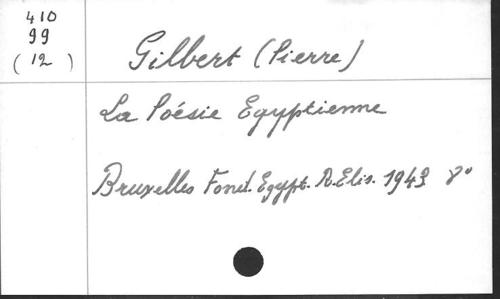 410
99
(12)
Gilbert (Pierre)
La Poésie Egyptienne
Bruxelles Fond. Egypt. R. Elis. 1943 8°